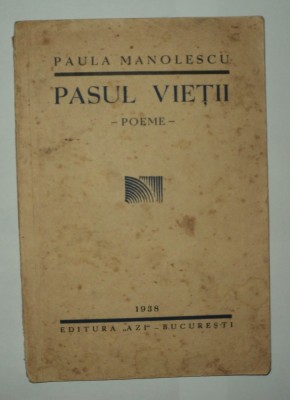 PAULA MANOLESCU
PASUL VIEȚII
- POEME -
1938
EDITURA „AZI" - BUCUREȘTI